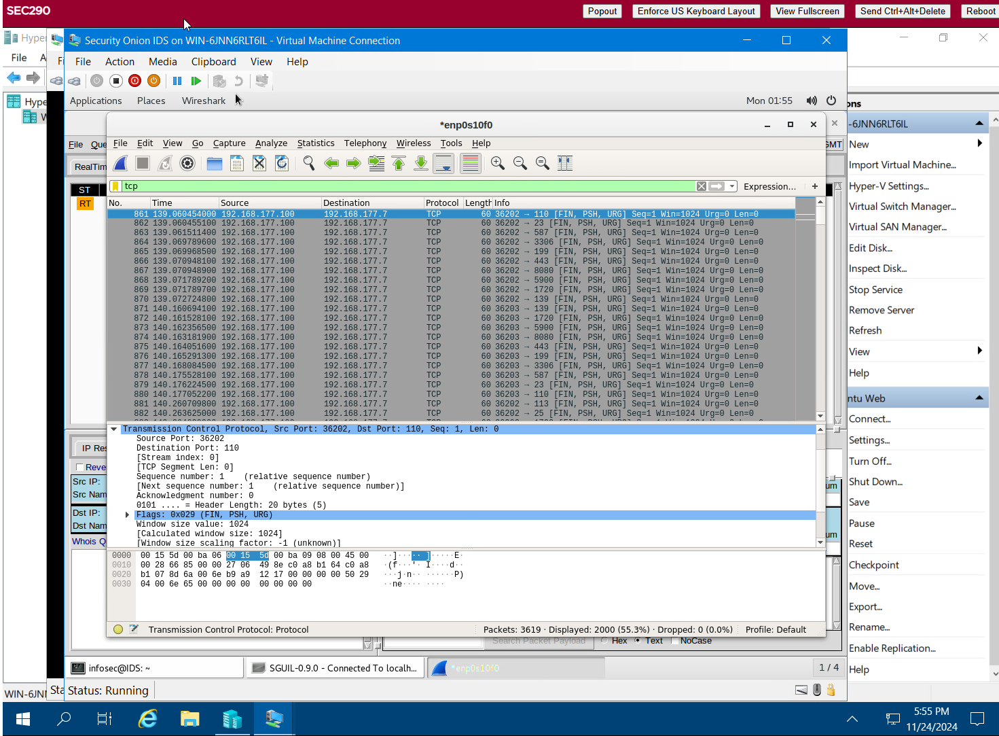 SEC290
Popout
Enforce US Keyboard Layout
View Fullscreen
Send Ctrl+Alt+Delete
Reboot
Hyper
Security Onion IDS on WIN-6JNN6RLT6IL - Virtual Machine Connection
File
File Action Media Clipboard View Help
Applications Places Wireshark Mon 01:55
Hype
*enp0s10f0
-6JNN6RLT6IL
File Edit View Go Capture Analyze Statistics Telephony Wireless Tools Help
File Que
GMT
RealTim
ST
RT
tcp
Expression... +
No. Time Source Destination Protocol Length Info
861 139.060454000 192.168.177.100 192.168.177.7 TCP 60 36202 → 110 [FIN, PSH, URG] Seq=1 Win=1024 Urg=0 Len=0
862 139.060455100 192.168.177.100 192.168.177.7 TCP 60 36202 → 23 [FIN, PSH, URG] Seq=1 Win=1024 Urg=0 Len=0
863 139.061511400 192.168.177.100 192.168.177.7 TCP 60 36202 → 587 [FIN, PSH, URG] Seq=1 Win=1024 Urg=0 Len=0
864 139.069789600 192.168.177.100 192.168.177.7 TCP 60 36202 → 3306 [FIN, PSH, URG] Seq=1 Win=1024 Urg=0 Len=0
865 139.069968500 192.168.177.100 192.168.177.7 TCP 60 36202 → 199 [FIN, PSH, URG] Seq=1 Win=1024 Urg=0 Len=0
866 139.070948100 192.168.177.100 192.168.177.7 TCP 60 36202 → 443 [FIN, PSH, URG] Seq=1 Win=1024 Urg=0 Len=0
867 139.070948900 192.168.177.100 192.168.177.7 TCP 60 36202 → 8080 [FIN, PSH, URG] Seq=1 Win=1024 Urg=0 Len=0
868 139.071789200 192.168.177.100 192.168.177.7 TCP 60 36202 → 5900 [FIN, PSH, URG] Seq=1 Win=1024 Urg=0 Len=0
869 139.071789700 192.168.177.100 192.168.177.7 TCP 60 36202 → 1720 [FIN, PSH, URG] Seq=1 Win=1024 Urg=0 Len=0
870 139.072724800 192.168.177.100 192.168.177.7 TCP 60 36202 → 139 [FIN, PSH, URG] Seq=1 Win=1024 Urg=0 Len=0
871 140.160694100 192.168.177.100 192.168.177.7 TCP 60 36203 → 139 [FIN, PSH, URG] Seq=1 Win=1024 Urg=0 Len=0
872 140.161528100 192.168.177.100 192.168.177.7 TCP 60 36203 → 1720 [FIN, PSH, URG] Seq=1 Win=1024 Urg=0 Len=0
873 140.162356500 192.168.177.100 192.168.177.7 TCP 60 36203 → 5900 [FIN, PSH, URG] Seq=1 Win=1024 Urg=0 Len=0
874 140.163181900 192.168.177.100 192.168.177.7 TCP 60 36203 → 8080 [FIN, PSH, URG] Seq=1 Win=1024 Urg=0 Len=0
875 140.164051600 192.168.177.100 192.168.177.7 TCP 60 36203 → 443 [FIN, PSH, URG] Seq=1 Win=1024 Urg=0 Len=0
876 140.165291300 192.168.177.100 192.168.177.7 TCP 60 36203 → 199 [FIN, PSH, URG] Seq=1 Win=1024 Urg=0 Len=0
877 140.168084500 192.168.177.100 192.168.177.7 TCP 60 36203 → 3306 [FIN, PSH, URG] Seq=1 Win=1024 Urg=0 Len=0
878 140.175528100 192.168.177.100 192.168.177.7 TCP 60 36203 → 587 [FIN, PSH, URG] Seq=1 Win=1024 Urg=0 Len=0
879 140.176224500 192.168.177.100 192.168.177.7 TCP 60 36203 → 23 [FIN, PSH, URG] Seq=1 Win=1024 Urg=0 Len=0
880 140.177052200 192.168.177.100 192.168.177.7 TCP 60 36203 → 110 [FIN, PSH, URG] Seq=1 Win=1024 Urg=0 Len=0
881 140.260709800 192.168.177.100 192.168.177.7 TCP 60 36202 → 113 [FIN, PSH, URG] Seq=1 Win=1024 Urg=0 Len=0
882 140.263625000 192.168.177.100 192.168.177.7 TCP 60 36202 → 25 [FIN, PSH, URG] Seq=1 Win=1024 Urg=0 Len=0
Transmission Control Protocol, Src Port: 36202, Dst Port: 110, Seq: 1, Len: 0
Source Port: 36202
Destination Port: 110
[Stream index: 0]
[TCP Segment Len: 0]
Sequence number: 1 (relative sequence number)
[Next sequence number: 1 (relative sequence number)]
Acknowledgment number: 0
0101 .... = Header Length: 20 bytes (5)
Flags: 0x029 (FIN, PSH, URG)
Window size value: 1024
[Calculated window size: 1024]
[Window size scaling factor: -1 (unknown)]
0000 00 15 5d 00 ba 06 00 15 5d 00 ba 09 08 00 45 00 ··]·····]·····E·
0010 00 28 66 85 00 00 27 06 49 8e c0 a8 b1 64 c0 a8 ·(f···'·I····d··
0020 b1 07 8d 6a 00 6e b9 a9 12 17 00 00 00 00 50 29 ···j·n········P)
0030 04 00 6e 65 00 00 00 00 00 00 00 00 ··ne········
Transmission Control Protocol: Protocol
Packets: 3619 · Displayed: 2000 (55.3%) · Dropped: 0 (0.0%)
Profile: Default
IP Res
Reve
Src IP:
Src Nam
Dst IP:
Dst Nam
Whois Q
um
um
Search Packet Payload Hex Text NoCase
infosec@IDS: ~
SGUIL-0.9.0 - Connected To localh...
*enp0s10f0
1 / 4
Status: Running
Sta
WIN-6JNI
ons
New
Import Virtual Machine...
Hyper-V Settings...
Virtual Switch Manager...
Virtual SAN Manager...
Edit Disk...
Inspect Disk...
Stop Service
Remove Server
Refresh
View
Help
ntu Web
Connect...
Settings...
Turn Off...
Shut Down...
Save
Pause
Reset
Checkpoint
Move...
Export...
Rename...
Enable Replication...
Help
5:55 PM
11/24/2024